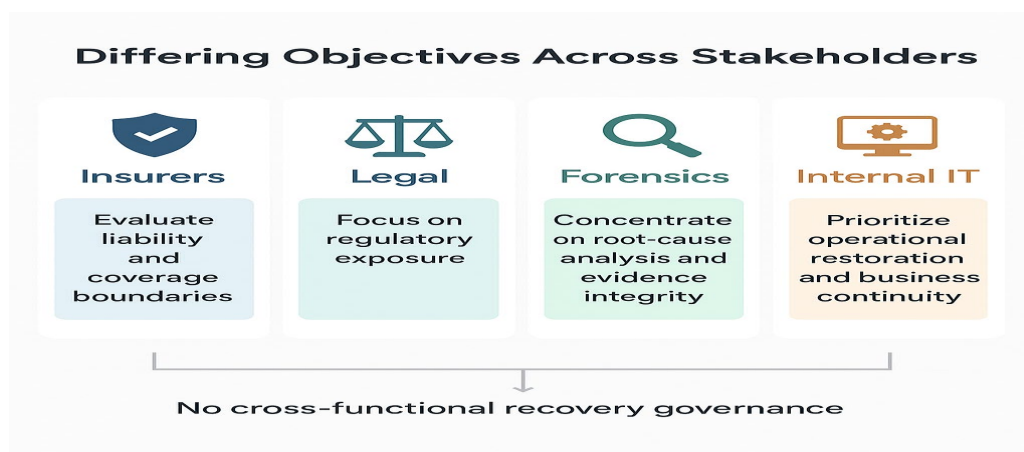 Differing Objectives Across Stakeholders
Insurers
Evaluate
liability
and
coverage
boundaries
Legal
Focus on
regulatory
exposure
Forensics
Concentrate
on root-cause
analysis and
evidence
integrity
Internal IT
Prioritize
operational
restoration
and business
continuity
No cross-functional recovery governance